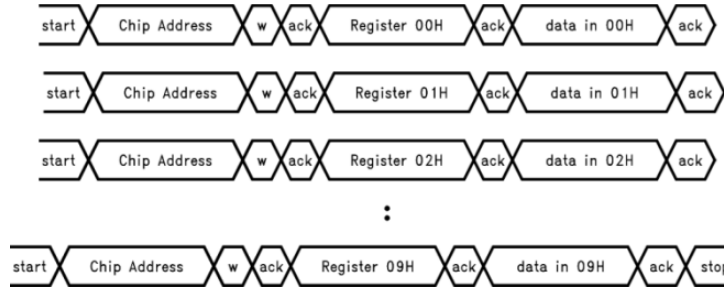 start Chip Address w ack Register 00H ack data in 00H ack
start Chip Address w ack Register 01H ack data in 01H ack
start Chip Address w ack Register 02H ack data in 02H ack
:
start Chip Address w ack Register 09H ack data in 09H ack stop